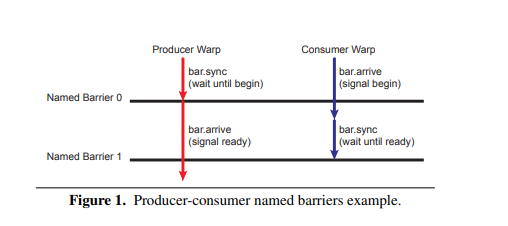 Producer Warp
Consumer Warp
bar.sync
(wait until begin)
bar.arrive
(signal begin)
Named Barrier 0
bar.arrive
(signal ready)
bar.sync
(wait until ready)
Named Barrier 1
Figure 1. Producer-consumer named barriers example.